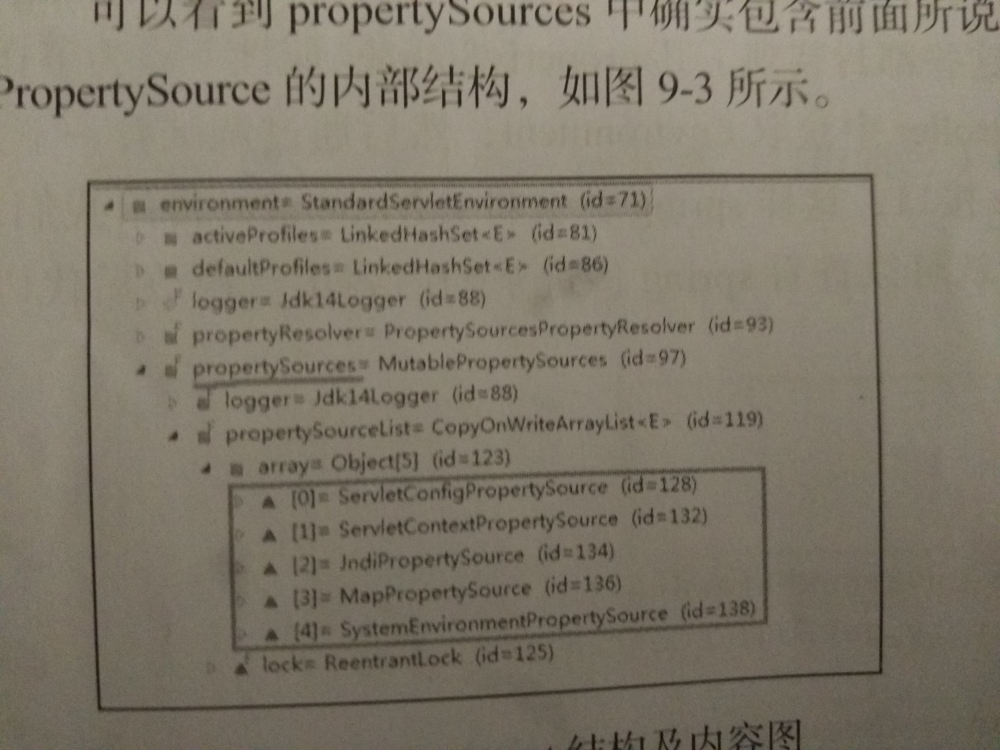 可以看到 propertySources 中确实包含前面所说
PropertySource 的内部结构，如图 9-3 所示。
environment= StandardServletEnvironment (id=71)
activeProfiles= LinkedHashSet<E> (id=81)
defaultProfiles= LinkedHashSet<E> (id=86)
logger= Jdk14Logger (id=88)
propertyResolver= PropertySourcesPropertyResolver (id=93)
propertySources= MutablePropertySources (id=97)
logger= Jdk14Logger (id=88)
propertySourceList= CopyOnWriteArrayList<E> (id=119)
array= Object[5] (id=123)
[0]= ServletConfigPropertySource (id=128)
[1]= ServletContextPropertySource (id=132)
[2]= JndiPropertySource (id=134)
[3]= MapPropertySource (id=136)
[4]= SystemEnvironmentPropertySource (id=138)
lock= ReentrantLock (id=125)
结构及内容图